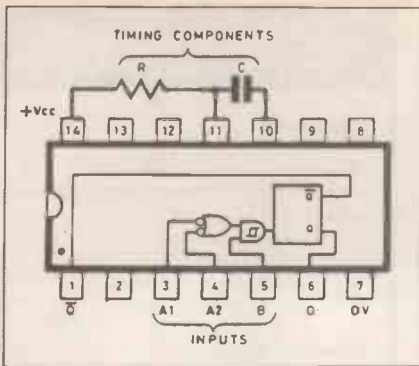 TIMING COMPONENTS
R C
+Vcc
14 13 12 11 10 9 8
Q̅
Q
1 2 3 4 5 6 7
Q̅ A1 A2 B Q 0V
INPUTS